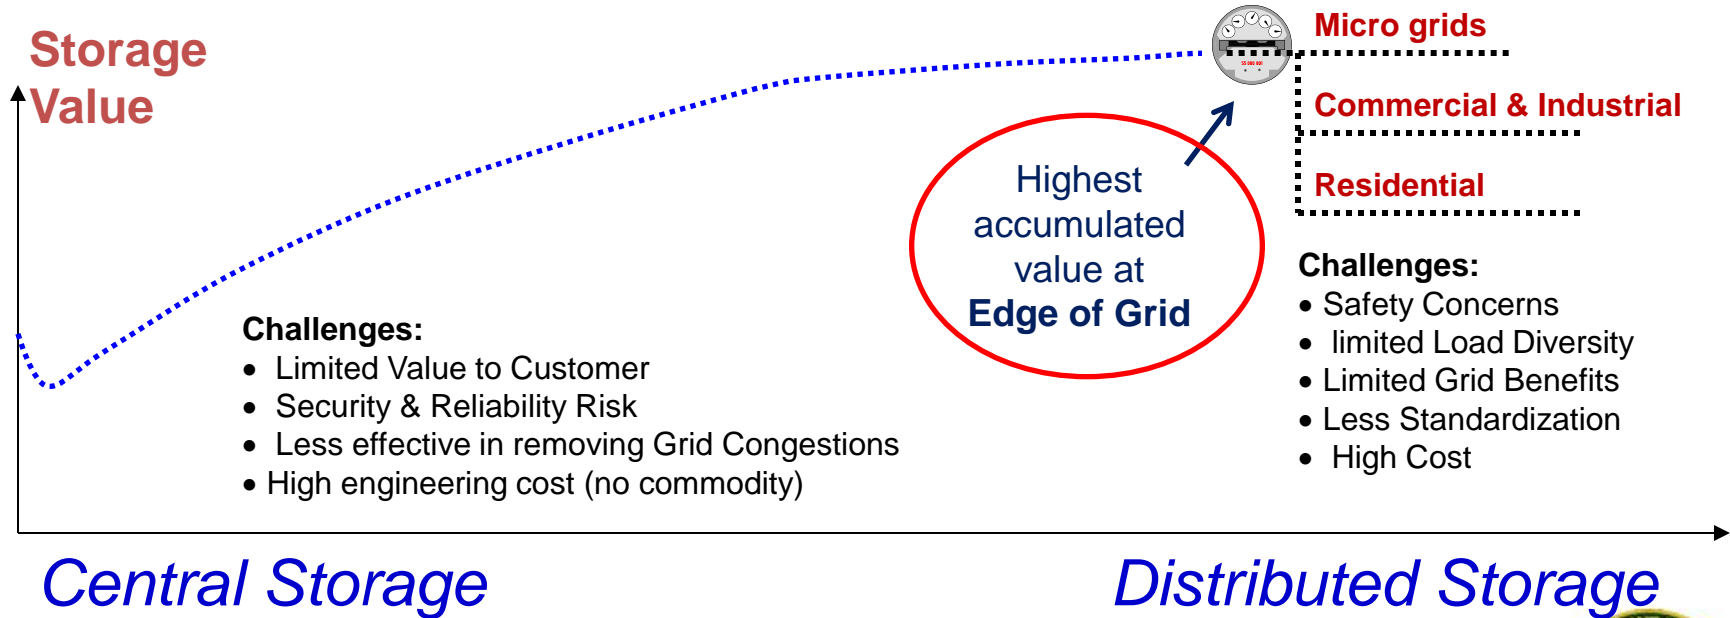 Storage
Value
Micro grids
Commercial & Industrial
Residential
Highest
accumulated
value at
Edge of Grid
Challenges:
• Limited Value to Customer
• Security & Reliability Risk
• Less effective in removing Grid Congestions
• High engineering cost (no commodity)
Challenges:
• Safety Concerns
• limited Load Diversity
• Limited Grid Benefits
• Less Standardization
• High Cost
Central Storage
Distributed Storage